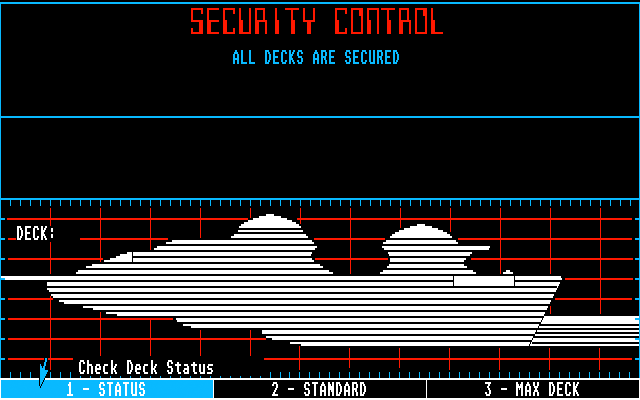 SECURITY CONTROL
ALL DECKS ARE SECURED
DECK:
Check Deck Status
1 - STATUS
2 - STANDARD
3 - MAX DECK